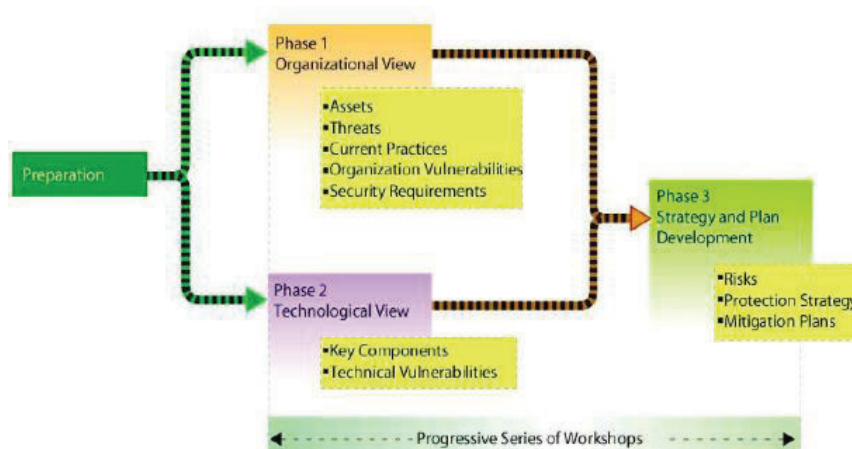 Preparation
Phase 1
Organizational View
▪Assets
▪Threats
▪Current Practices
▪Organization Vulnerabilities
▪Security Requirements
Phase 2
Technological View
▪Key Components
▪Technical Vulnerabilities
Phase 3
Strategy and Plan
Development
▪Risks
▪Protection Strategy
▪Mitigation Plans
Progressive Series of Workshops